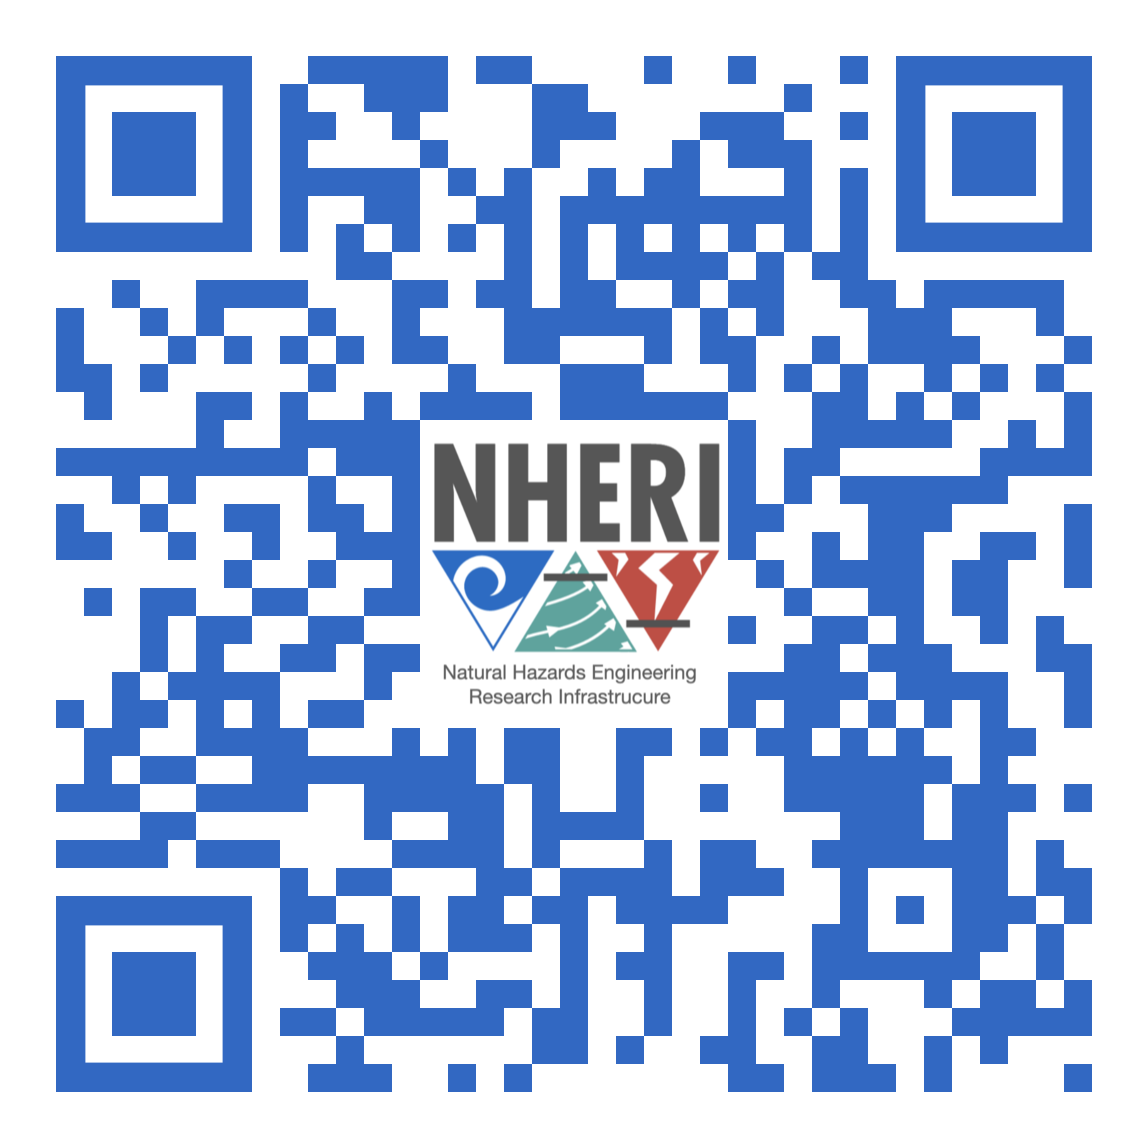 NHERI
Natural Hazards Engineering
Research Infrastrucure